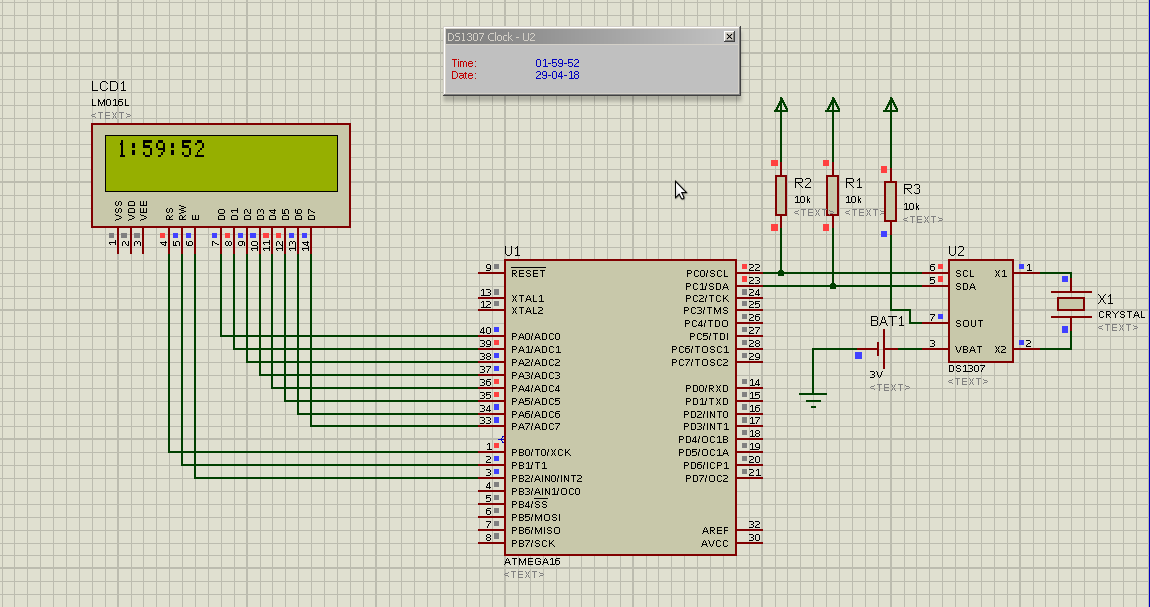 DS1307 Clock - U2
Time: 01-59-52
Date: 29-04-18
LCD1
LM016L
<TEXT>
1:59:52
VSS VDD VEE RS RW E D0 D1 D2 D3 D4 D5 D6 D7
1 2 3 4 5 6 7 8 9 10 11 12 13 14
R2
10k
<TEXT>
R1
10k
<TEXT>
R3
10k
<TEXT>
U1
9 RESET
13 XTAL1
12 XTAL2
40 PA0/ADC0
39 PA1/ADC1
38 PA2/ADC2
37 PA3/ADC3
36 PA4/ADC4
35 PA5/ADC5
34 PA6/ADC6
33 PA7/ADC7
1 PB0/T0/XCK
2 PB1/T1
3 PB2/AIN0/INT2
4 PB3/AIN1/OC0
5 PB4/SS
6 PB5/MOSI
7 PB6/MISO
8 PB7/SCK
PC0/SCL 22
PC1/SDA 23
PC2/TCK 24
PC3/TMS 25
PC4/TDO 26
PC5/TDI 27
PC6/TOSC1 28
PC7/TOSC2 29
PD0/RXD 14
PD1/TXD 15
PD2/INT0 16
PD3/INT1 17
PD4/OC1B 18
PD5/OC1A 19
PD6/ICP1 20
PD7/OC2 21
AREF 32
AVCC 30
ATMEGA16
<TEXT>
U2
6 SCL X1 1
5 SDA
7 SOUT
3 VBAT X2 2
DS1307
<TEXT>
BAT1
3V
<TEXT>
X1
CRYSTAL
<TEXT>